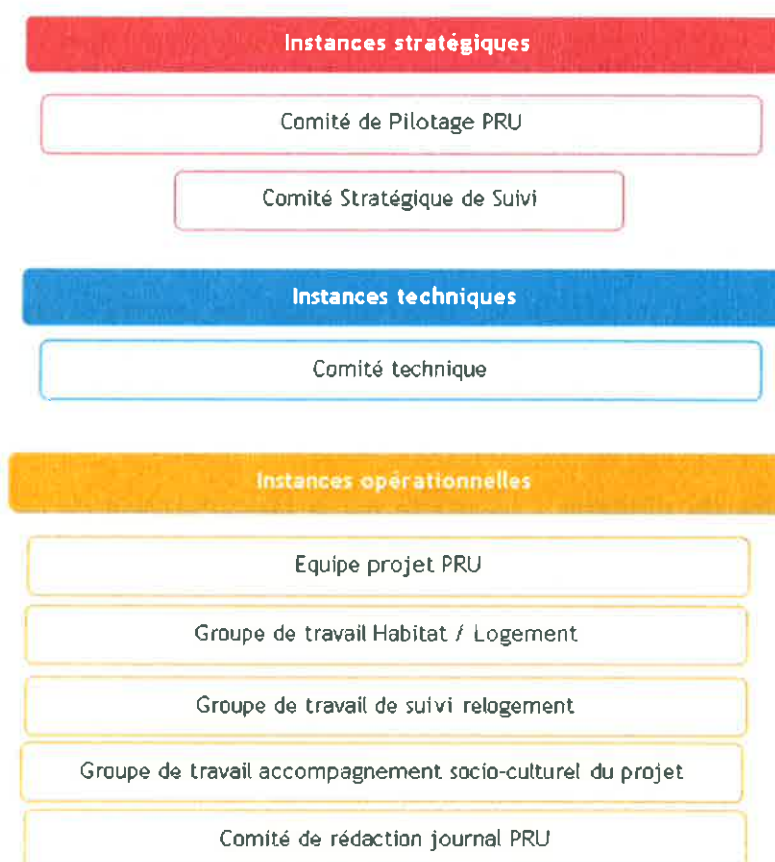 Instances stratégiques
Comité de Pilotage PRU
Comité Stratégique de Suivi
Instances techniques
Comité technique
Instances opérationnelles
Equipe projet PRU
Groupe de travail Habitat / Logement
Groupe de travail de suivi relogement
Groupe de travail accompagnement socio-culturel du projet
Comité de rédaction journal PRU